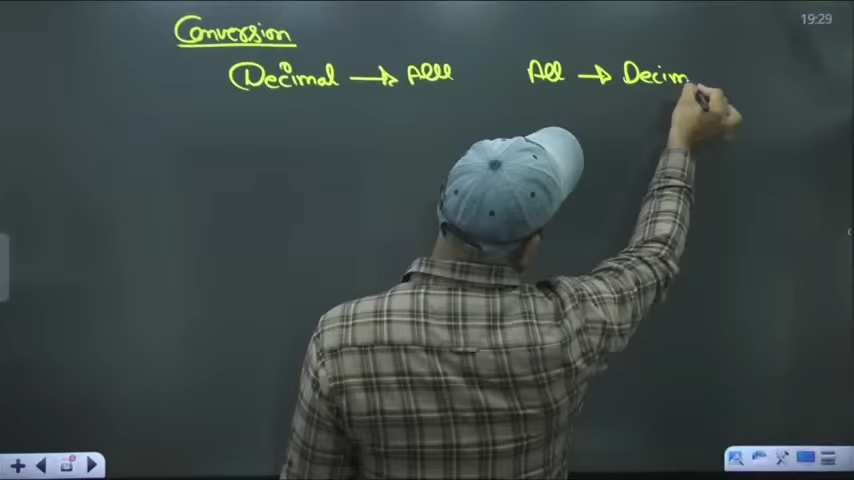 19:29
Conversion
Decimal → All All → Decim